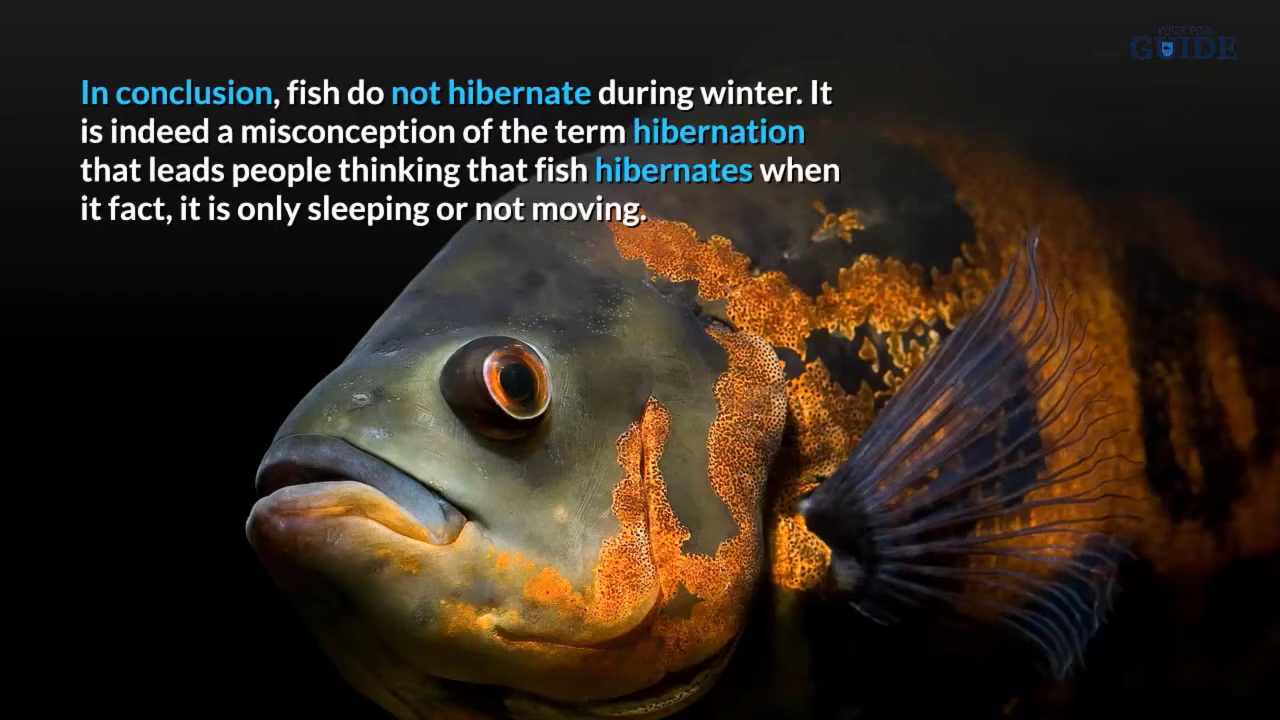 GUIDE
In conclusion, fish do not hibernate during winter. It
is indeed a misconception of the term hibernation
that leads people thinking that fish hibernates when
it fact, it is only sleeping or not moving.